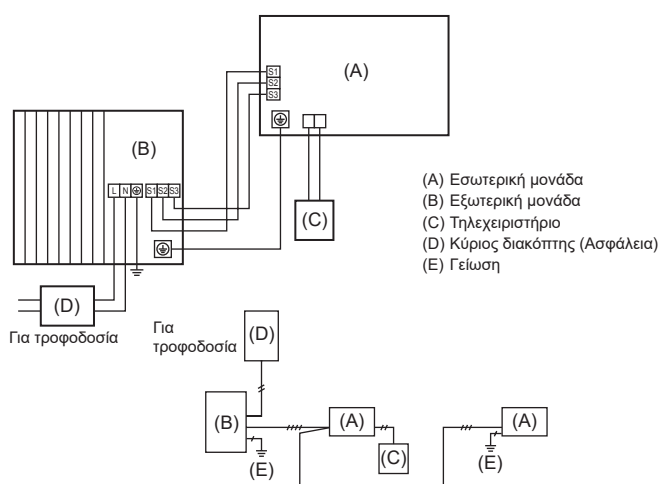 (A)
S1
S2
S3
(B)
L N S1 S2 S3
(C)
(A) Εσωτερική μονάδα
(B) Εξωτερική μονάδα
(C) Τηλεχειριστήριο
(D) Κύριος διακόπτης (Ασφάλεια)
(E) Γείωση
(D)
Για τροφοδοσία
Για
τροφοδοσία
(D)
(B)
(A)
(A)
(E)
(C)
(E)